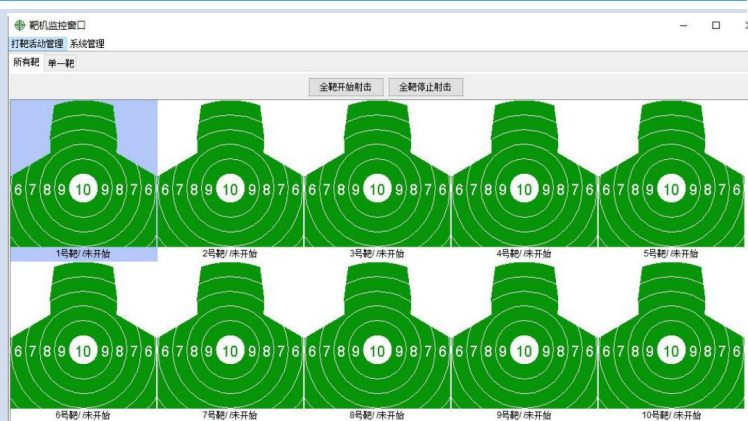 靶机监控窗口
打靶活动管理 系统管理
所有靶 单一靶
全靶开始射击 全靶停止射击
6 7 8 9 10 9 8 7 6 6 7 8 9 10 9 8 7 6 6 7 8 9 10 9 8 7 6 6 7 8 9 10 9 8 7 6 6 7 8 9 10 9 8 7 6
1号靶/ /未开始 2号靶/ /未开始 3号靶/ /未开始 4号靶/ /未开始 5号靶/ /未开始
6 7 8 9 10 9 8 7 6 6 7 8 9 10 9 8 7 6 6 7 8 9 10 9 8 7 6 6 7 8 9 10 9 8 7 6 6 7 8 9 10 9 8 7 6
6号靶/ /未开始 7号靶/ /未开始 8号靶/ /未开始 9号靶/ /未开始 10号靶/ /未开始